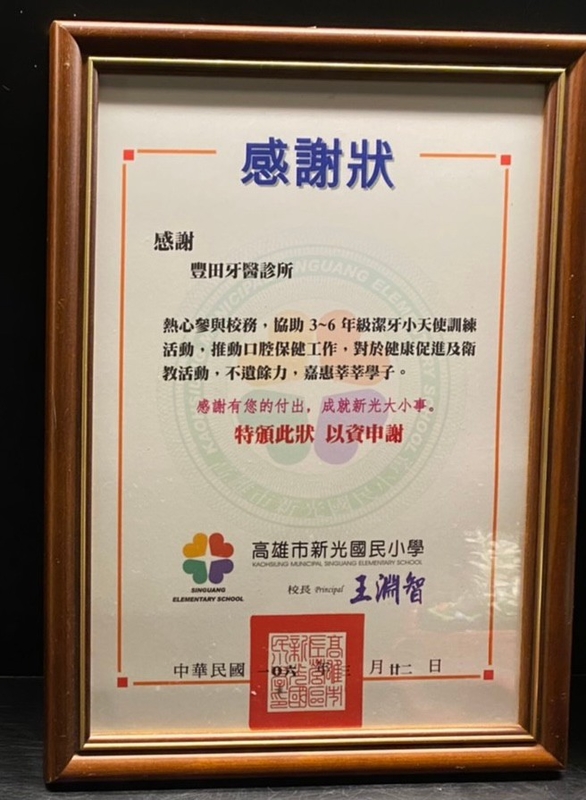 感謝狀
感謝
豐田牙醫診所
熱心參與校務，協助 3~6 年級潔牙小天使訓練
活動，推動口腔保健工作，對於健康促進及衛
教活動，不遺餘力，嘉惠莘莘學子。
感謝有您的付出，成就新光大小事。
特頒此狀 以資申謝
高雄市新光國民小學
KAOHSIUNG MUNICIPAL SINGUANG ELEMENTARY SCHOOL
SINGUANG
ELEMENTARY SCHOOL
校長 Principal 王淵智
中華民國 一0六 年 三 月 廿二 日